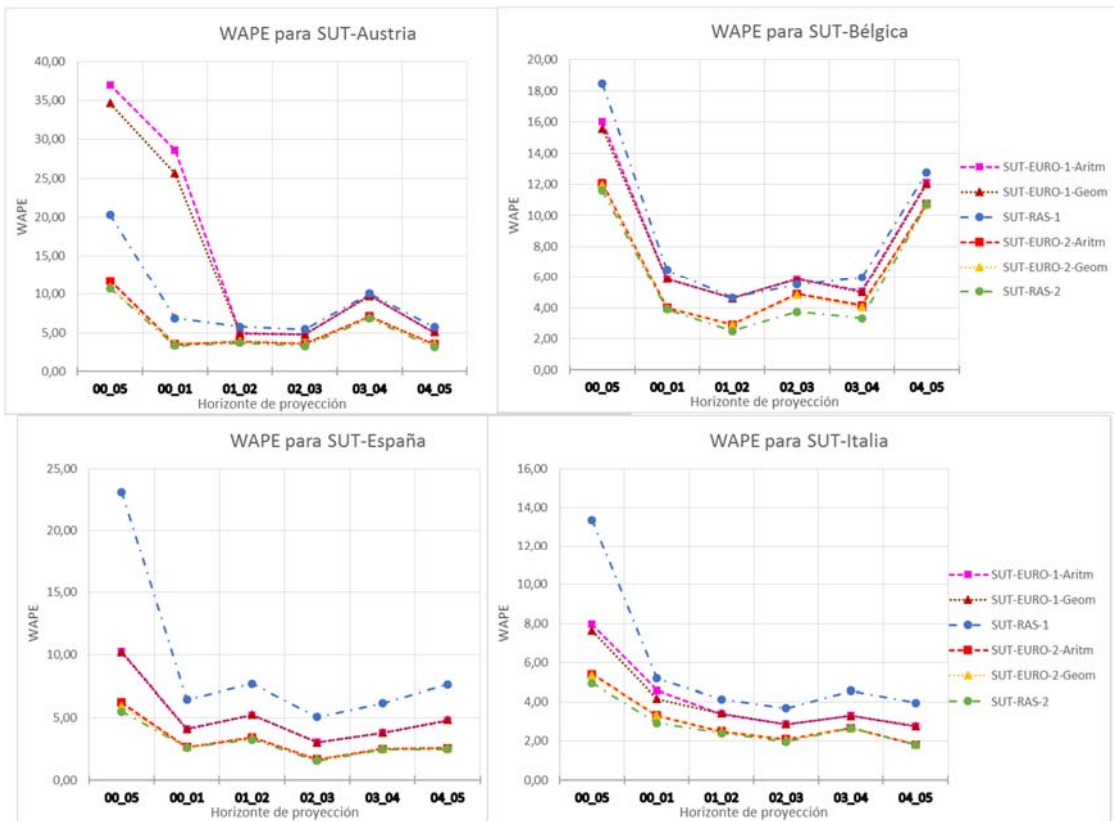 WAPE para SUT-Austria
40,00
35,00
30,00
25,00
20,00
15,00
10,00
5,00
0,00
WAPE
00_05 00_01 01_02 02_03 03_04 04_05
Horizonte de proyección
WAPE para SUT-Bélgica
20,00
18,00
16,00
14,00
12,00
10,00
8,00
6,00
4,00
2,00
0,00
WAPE
00_05 00_01 01_02 02_03 03_04 04_05
Horizonte de proyección
SUT-EURO-1-Aritm
SUT-EURO-1-Geom
SUT-RAS-1
SUT-EURO-2-Aritm
SUT-EURO-2-Geom
SUT-RAS-2
WAPE para SUT-España
25,00
20,00
15,00
10,00
5,00
0,00
WAPE
00_05 00_01 01_02 02_03 03_04 04_05
Horizonte de proyección
WAPE para SUT-Italia
16,00
14,00
12,00
10,00
8,00
6,00
4,00
2,00
0,00
WAPE
00_05 00_01 01_02 02_03 03_04 04_05
Horizonte de proyección
SUT-EURO-1-Aritm
SUT-EURO-1-Geom
SUT-RAS-1
SUT-EURO-2-Aritm
SUT-EURO-2-Geom
SUT-RAS-2